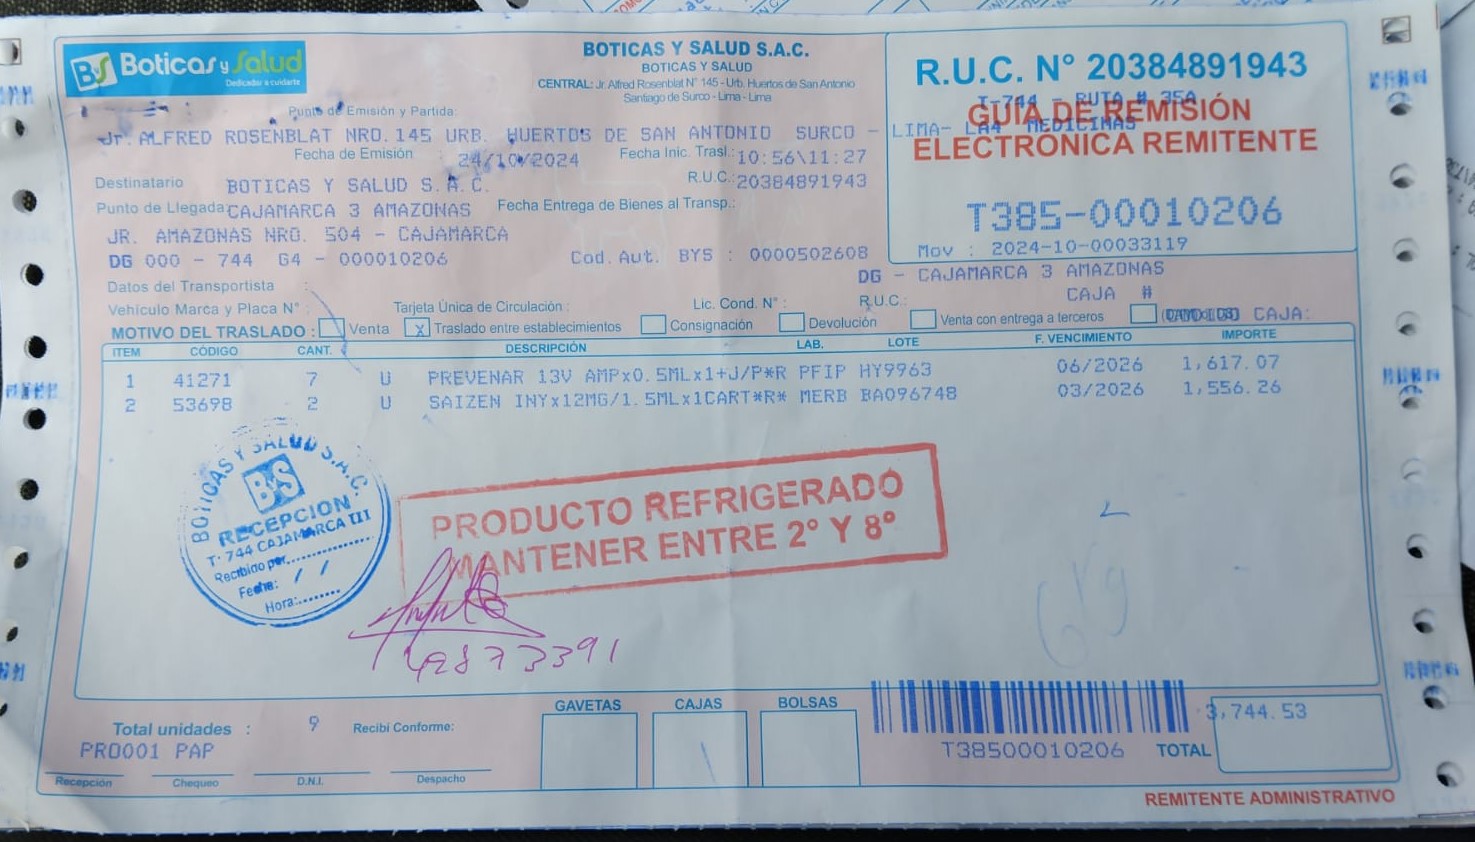 BS Boticas y Salud
Dedicados a cuidarte
BOTICAS Y SALUD S.A.C.
BOTICAS Y SALUD
CENTRAL: Jr. Alfred Rosenblat N° 145 - Urb. Huertos de San Antonio
Santiago de Surco - Lima - Lima
R.U.C. N° 20384891943
I-744 - RUTA # 35A
GUÍA DE REMISIÓN
ELECTRÓNICA REMITENTE
T385-00010206
Mov : 2024-10-00033119
Punto de Emisión y Partida:
Jr. ALFRED ROSENBLAT NRO.145 URB. HUERTOS DE SAN ANTONIO SURCO - LIMA- LA4 MEDICINAS
Fecha de Emisión 24/10/2024 Fecha Inic. Trasl.: 10:56\11:27
Destinatario BOTICAS Y SALUD S.A.C. R.U.C.: 20384891943
Punto de Llegada: CAJAMARCA 3 AMAZONAS Fecha Entrega de Bienes al Transp.:
JR. AMAZONAS NRO. 504 - CAJAMARCA
DG 000 - 744 G4 - 000010206 Cod. Aut. BYS : 0000502608
DG - CAJAMARCA 3 AMAZONAS
Datos del Transportista :
CAJA #
Vehículo Marca y Placa N° : Tarjeta Única de Circulación : Lic. Cond. N° : R.U.C.:
MOTIVO DEL TRASLADO : Venta X Traslado entre establecimientos Consignación Devolución Venta con entrega a terceros CAJA:
ITEM CÓDIGO CANT. DESCRIPCIÓN LAB. LOTE F. VENCIMIENTO IMPORTE
1 41271 7 U PREVENAR 13V AMPx0.5MLx1+J/P*R PFIP HY9963 06/2026 1,617.07
2 53698 2 U SAIZEN INYx12MG/1.5MLx1CART*R* MERB BA096748 03/2026 1,556.26
BOTICAS Y SALUD S.A.C.
BS
RECEPCION
T. 744 CAJAMARCA III
Recibido por:
Fecha: / /
Hora:
PRODUCTO REFRIGERADO
MANTENER ENTRE 2° Y 8°
GAVETAS CAJAS BOLSAS
Total unidades : 9 Recibí Conforme:
PRO001 PAP
3,744.53
T38500010206 TOTAL
Recepción Chequeo D.N.I. Despacho
REMITENTE ADMINISTRATIVO